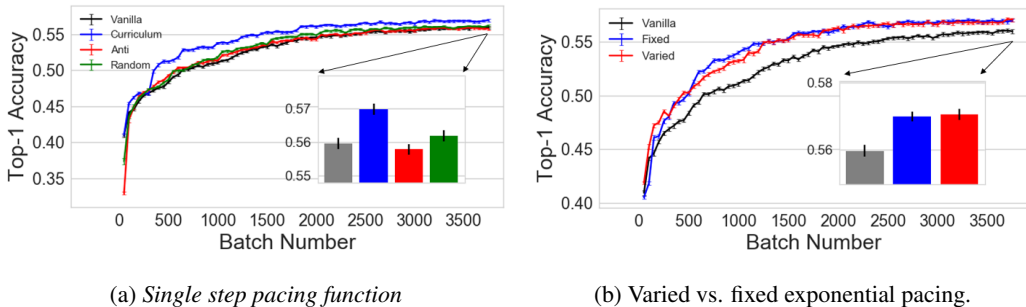 Vanilla
Curriculum
Anti
Random
Top-1 Accuracy
0.55
0.50
0.45
0.40
0.35
0.57
0.56
0.55
0 500 1000 1500 2000 2500 3000 3500
Batch Number
(a) Single step pacing function
Vanilla
Fixed
Varied
Top-1 Accuracy
0.55
0.50
0.45
0.40
0.58
0.56
0 500 1000 1500 2000 2500 3000 3500
Batch Number
(b) Varied vs. fixed exponential pacing.